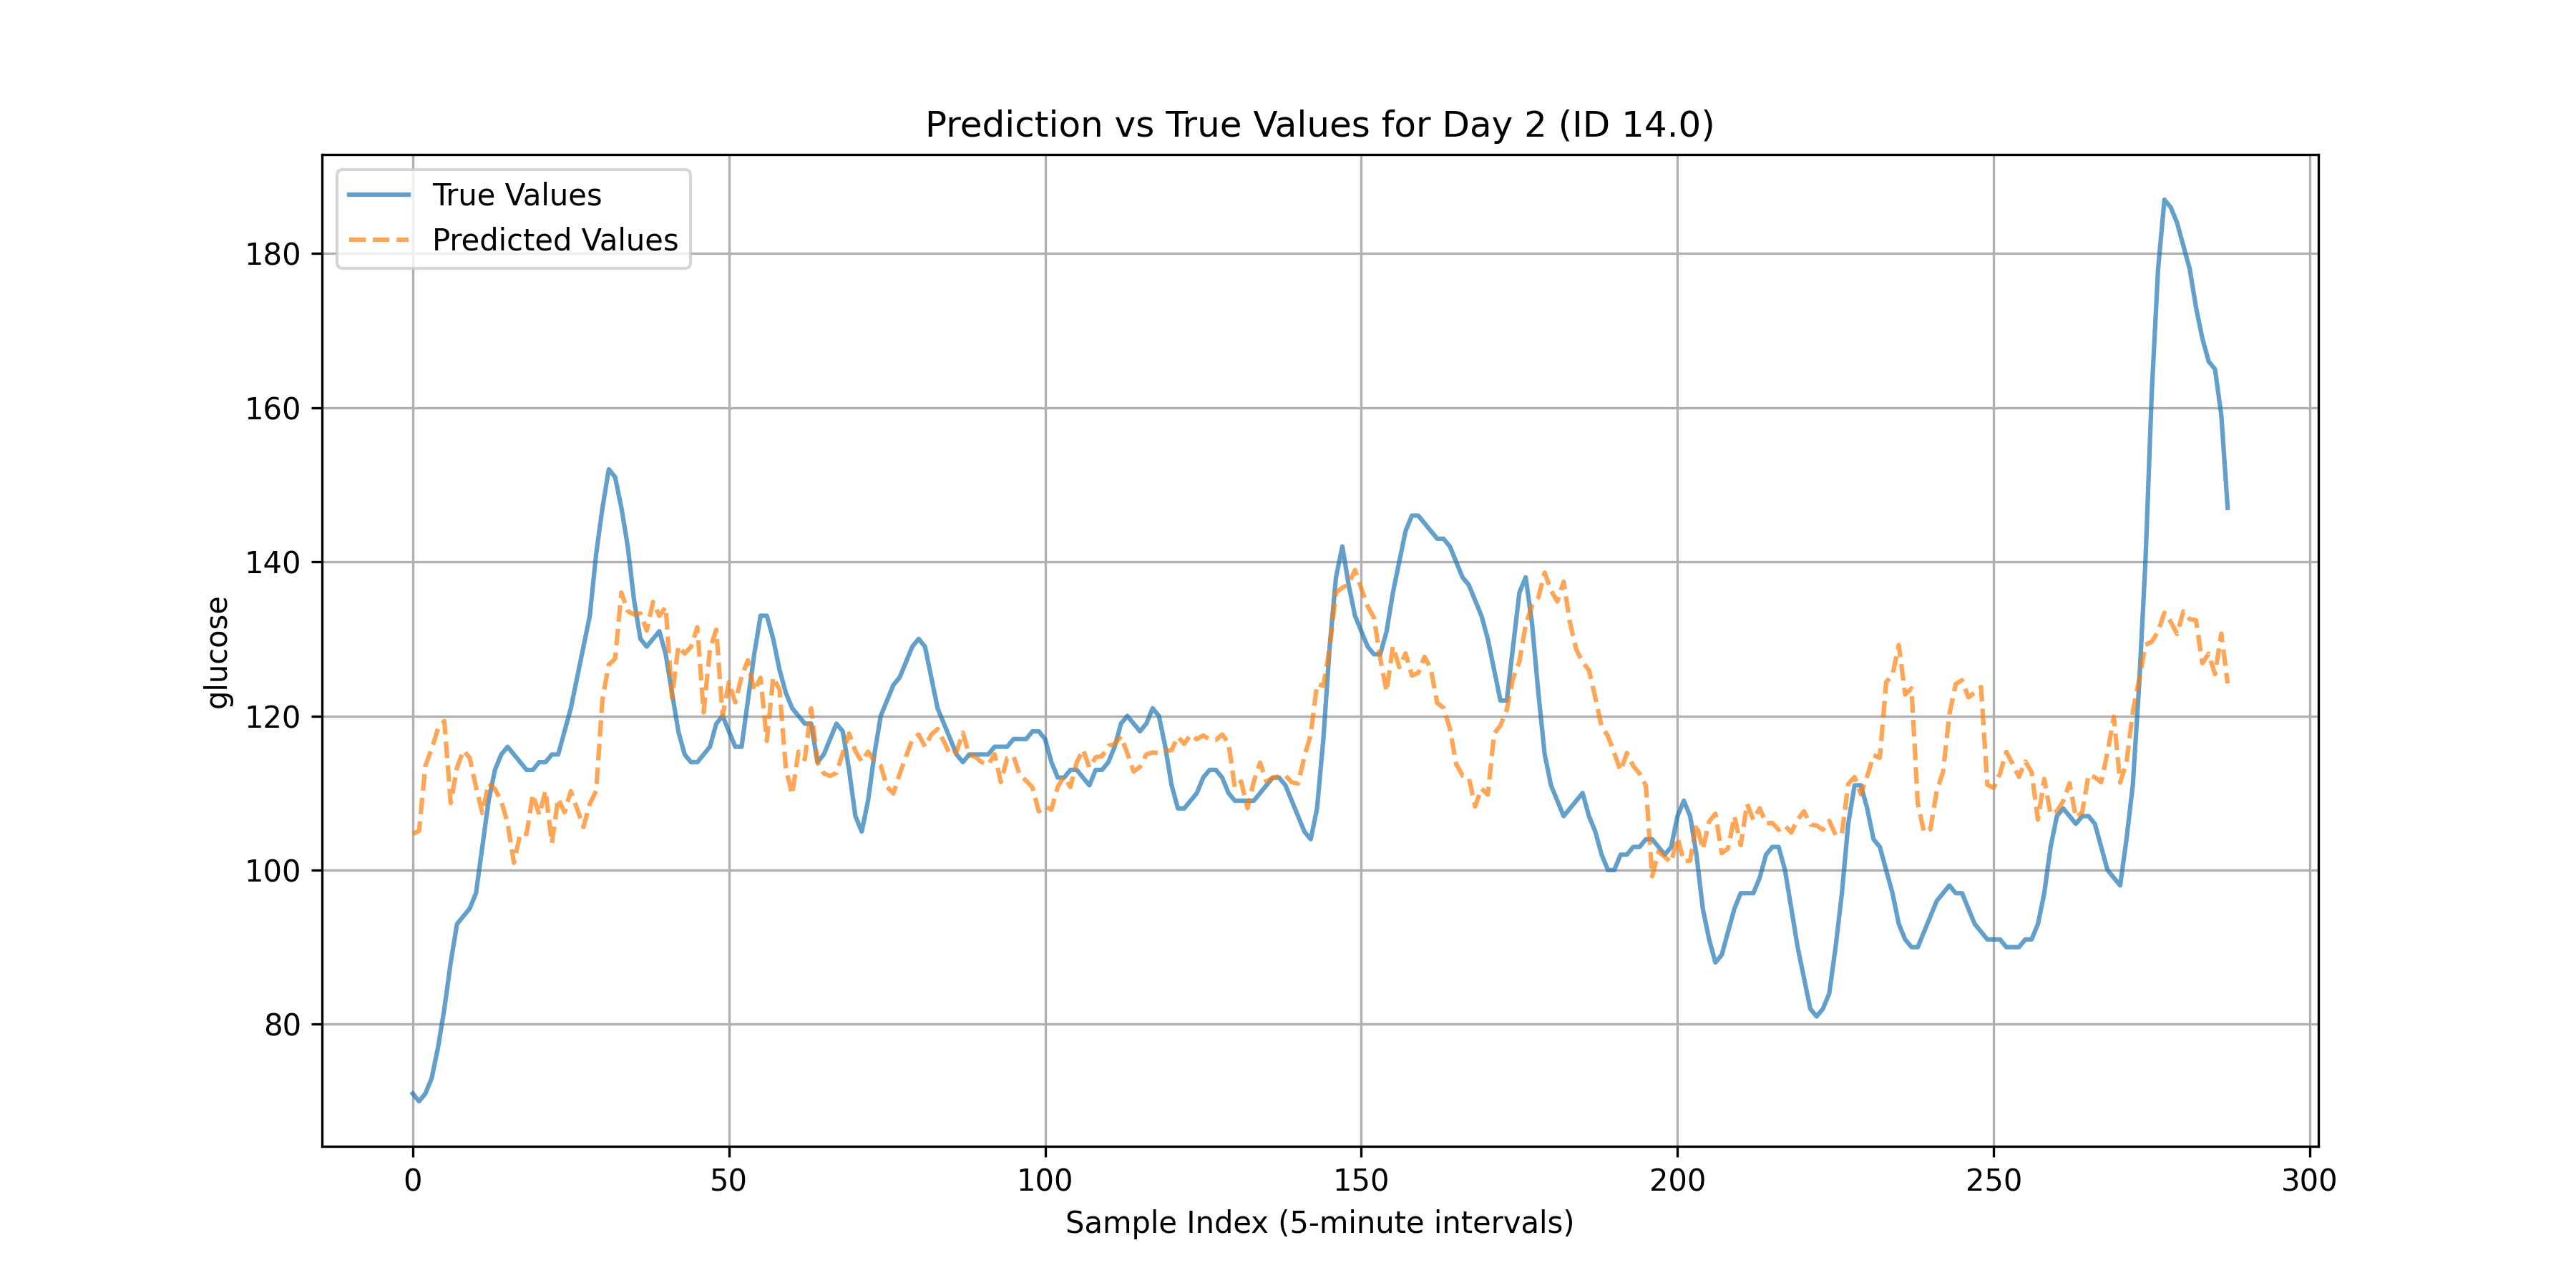 Prediction vs True Values for Day 2 (ID 14.0)
True Values
Predicted Values
glucose
180
160
140
120
100
80
0 50 100 150 200 250 300
Sample Index (5-minute intervals)